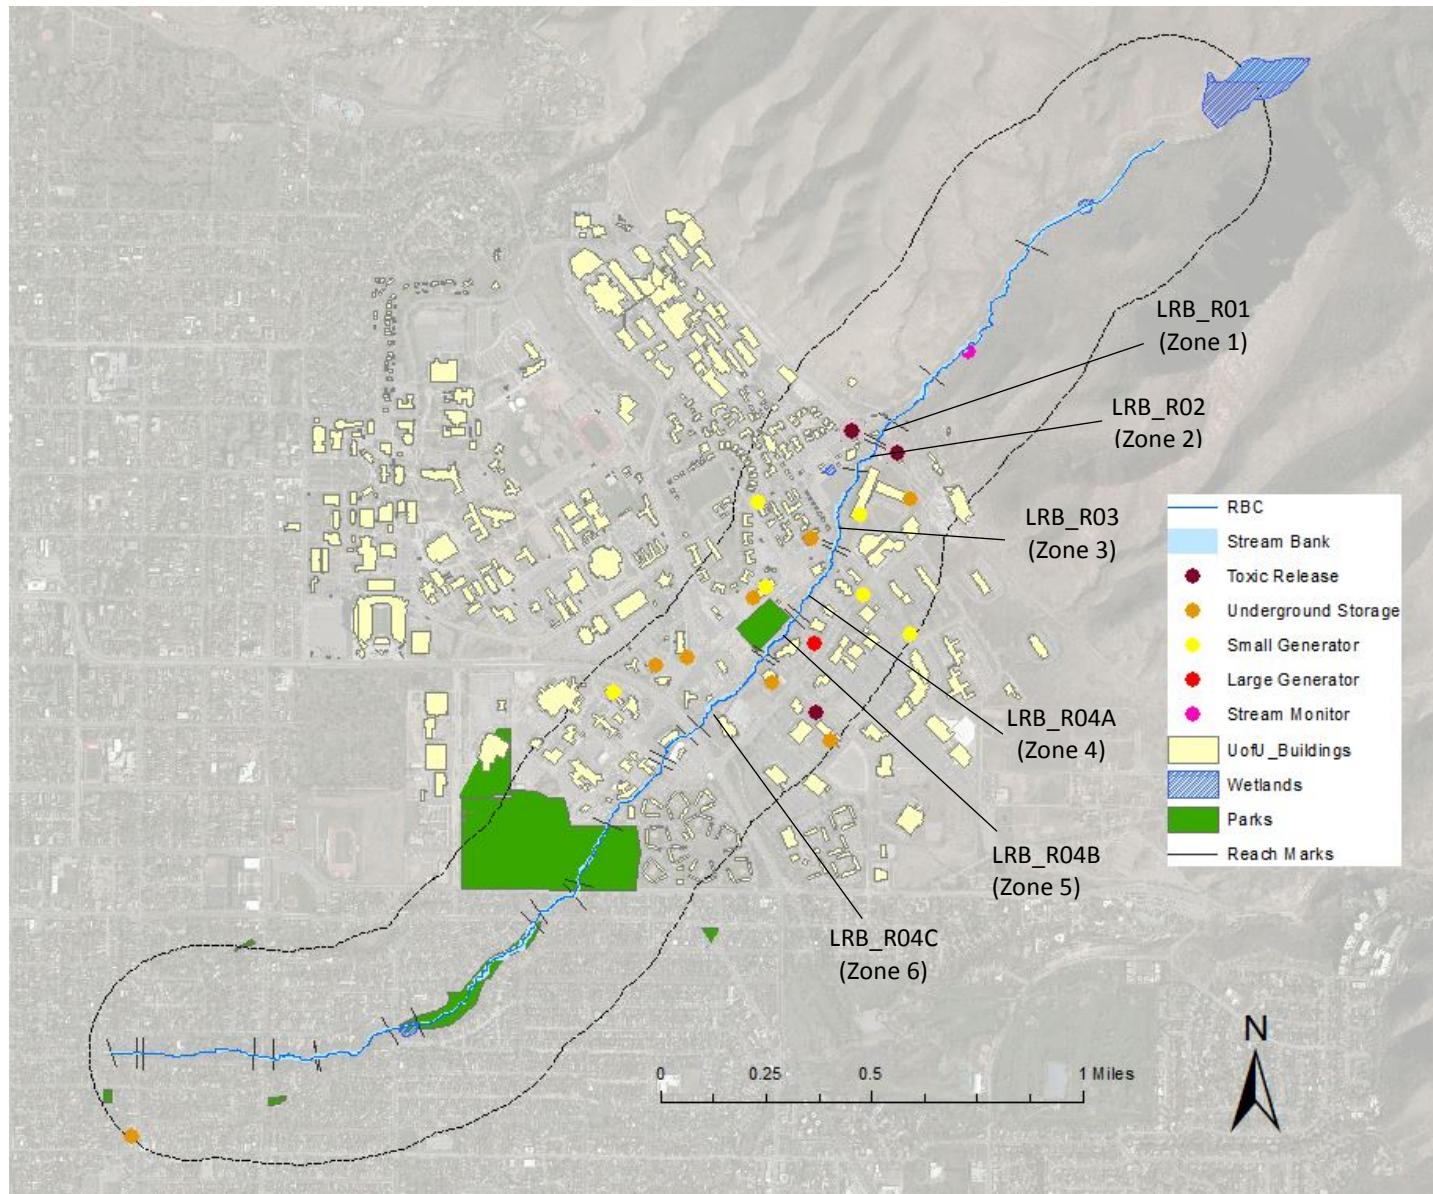 LRB_R01
(Zone 1)
LRB_R02
(Zone 2)
LRB_R03
(Zone 3)
LRB_R04A
(Zone 4)
LRB_R04B
(Zone 5)
LRB_R04C
(Zone 6)
RBC
Stream Bank
Toxic Release
Underground Storage
Small Generator
Large Generator
Stream Monitor
UofU_Buildings
Wetlands
Parks
Reach Marks
N
0 0.25 0.5 1 Miles